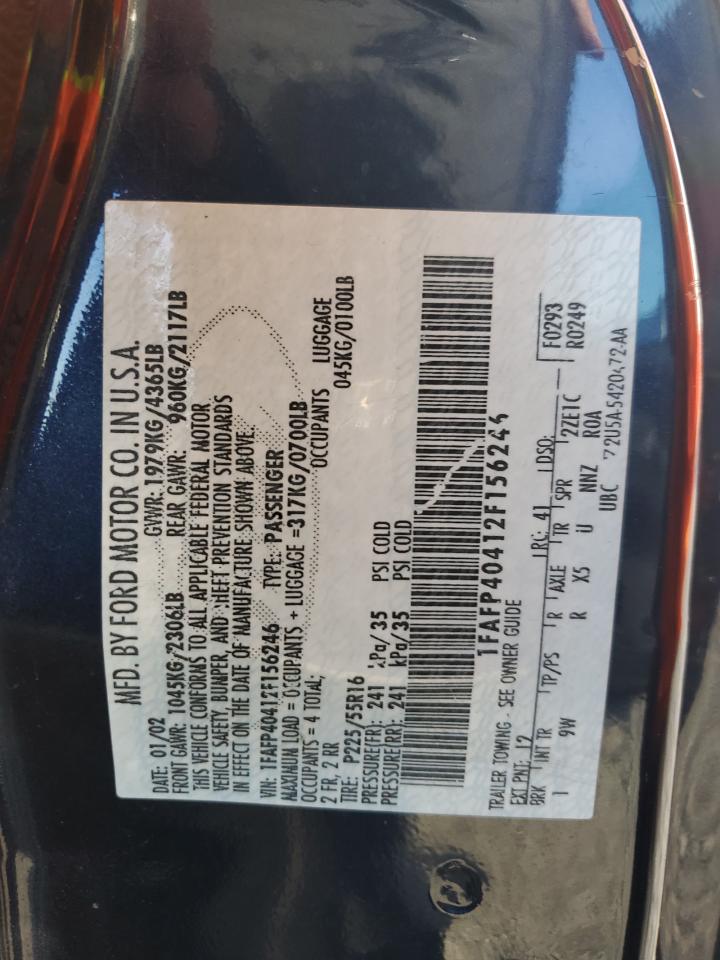 MFD. BY FORD MOTOR CO. IN U.S.A.
DATE: 01/02 GVWR: 1979KG/4365LB
FRONT GAWR: 1045KG/2306LB REAR GAWR: 960KG/2117LB
THIS VEHICLE CONFORMS TO ALL APPLICABLE FEDERAL MOTOR
VEHICLE SAFETY, BUMPER, AND THEFT PREVENTION STANDARDS
IN EFFECT ON THE DATE OF MANUFACTURE SHOWN ABOVE.
VIN: 1FAFP40412F156246 TYPE: PASSENGER
MAXIMUM LOAD = OCCUPANTS + LUGGAGE = 317KG/0700LB
OCCUPANTS = 4 TOTAL; OCCUPANTS LUGGAGE
2 FR, 2 RR 045KG/0100LB
TIRE: P225/55R16
PRESSURE(FR): 241 kPa/35 PSI COLD
PRESSURE(RR): 241 kPa/35 PSI COLD
1FAFP40412F156246
TRAILER TOWING - SEE OWNER GUIDE
EXT PNT: 12 RC: 41 DSO: F0293
BRK INT TR TP/PS R AXLE TR SPR R0249
1 9W R X5 U NNZ 2ZE1C ROA
UBC 72U5A-5420472-AA